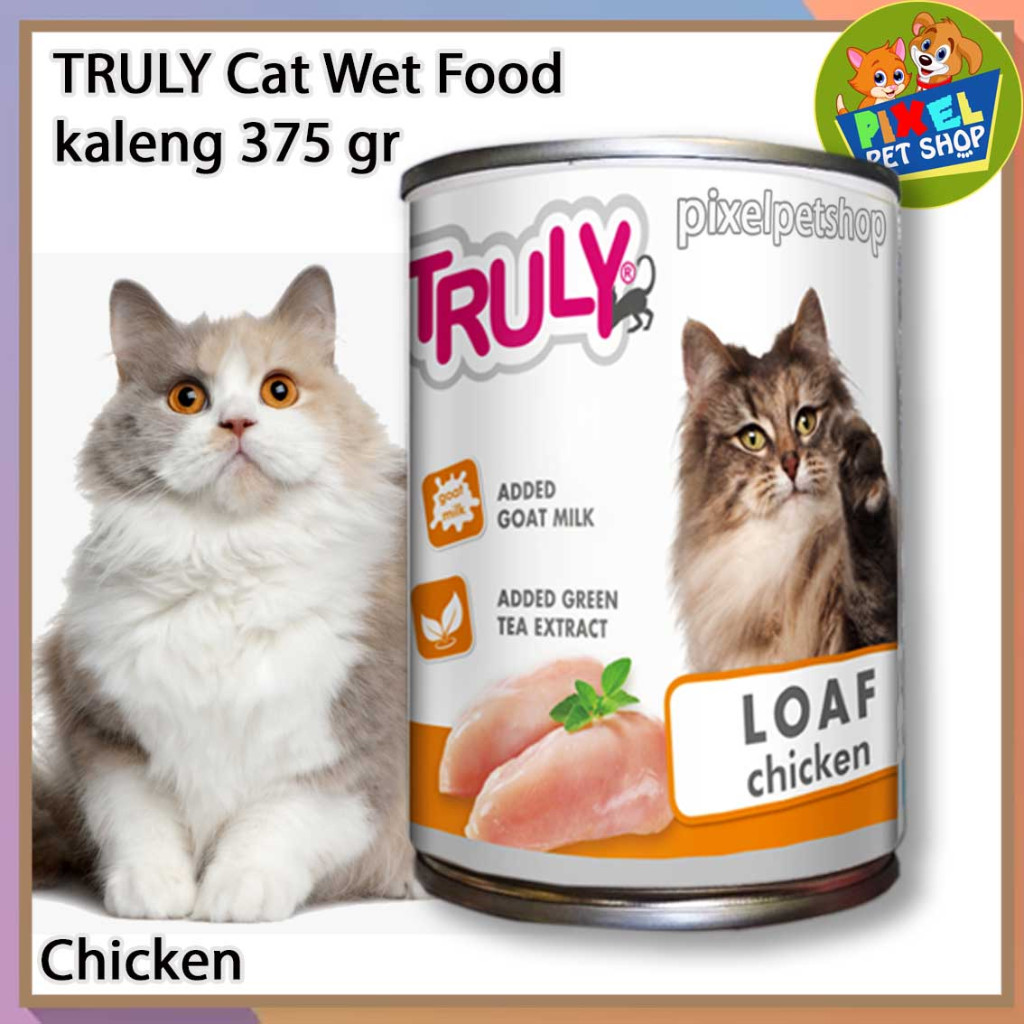 TRULY Cat Wet Food
kaleng 375 gr
PIXEL
PET SHOP
pixelpetshop
TRULY®
goat
milk
ADDED
GOAT MILK
ADDED GREEN
TEA EXTRACT
LOAF
chicken
Chicken